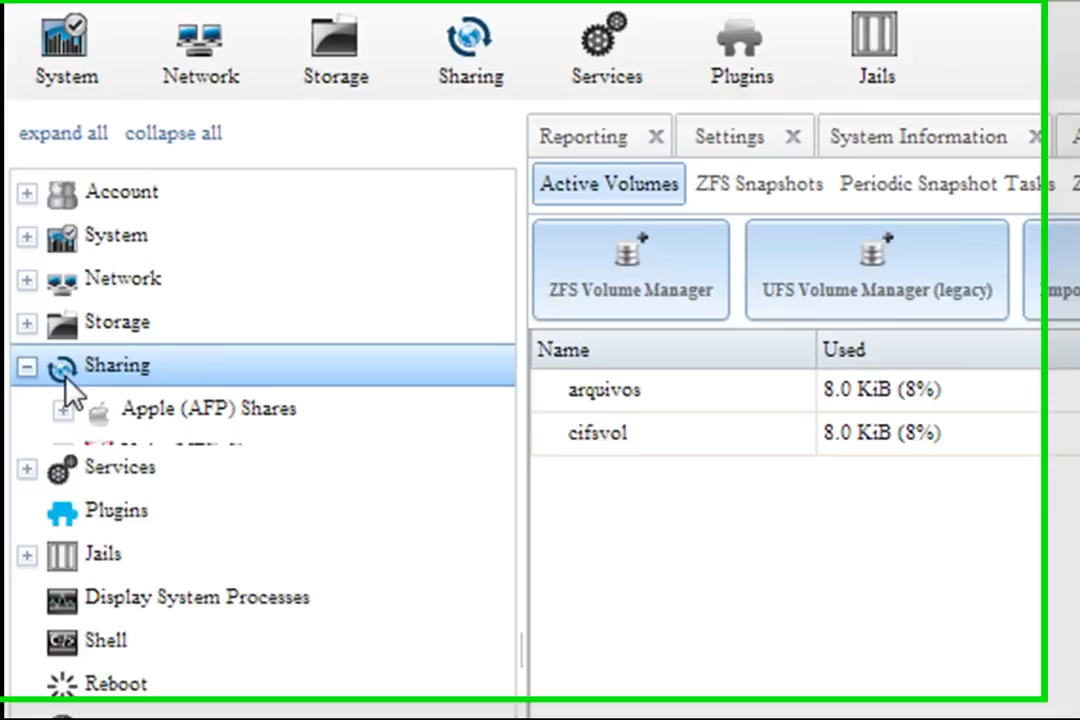 System Network Storage Sharing Services Plugins Jails
expand all collapse all
Reporting Settings System Information
Active Volumes ZFS Snapshots Periodic Snapshot Tasks
ZFS Volume Manager UFS Volume Manager (legacy)
Name Used
arquivos 8.0 KiB (8%)
cifsvol 8.0 KiB (8%)
Account
System
Network
Storage
Sharing
Apple (AFP) Shares
Services
Plugins
Jails
Display System Processes
Shell
Reboot